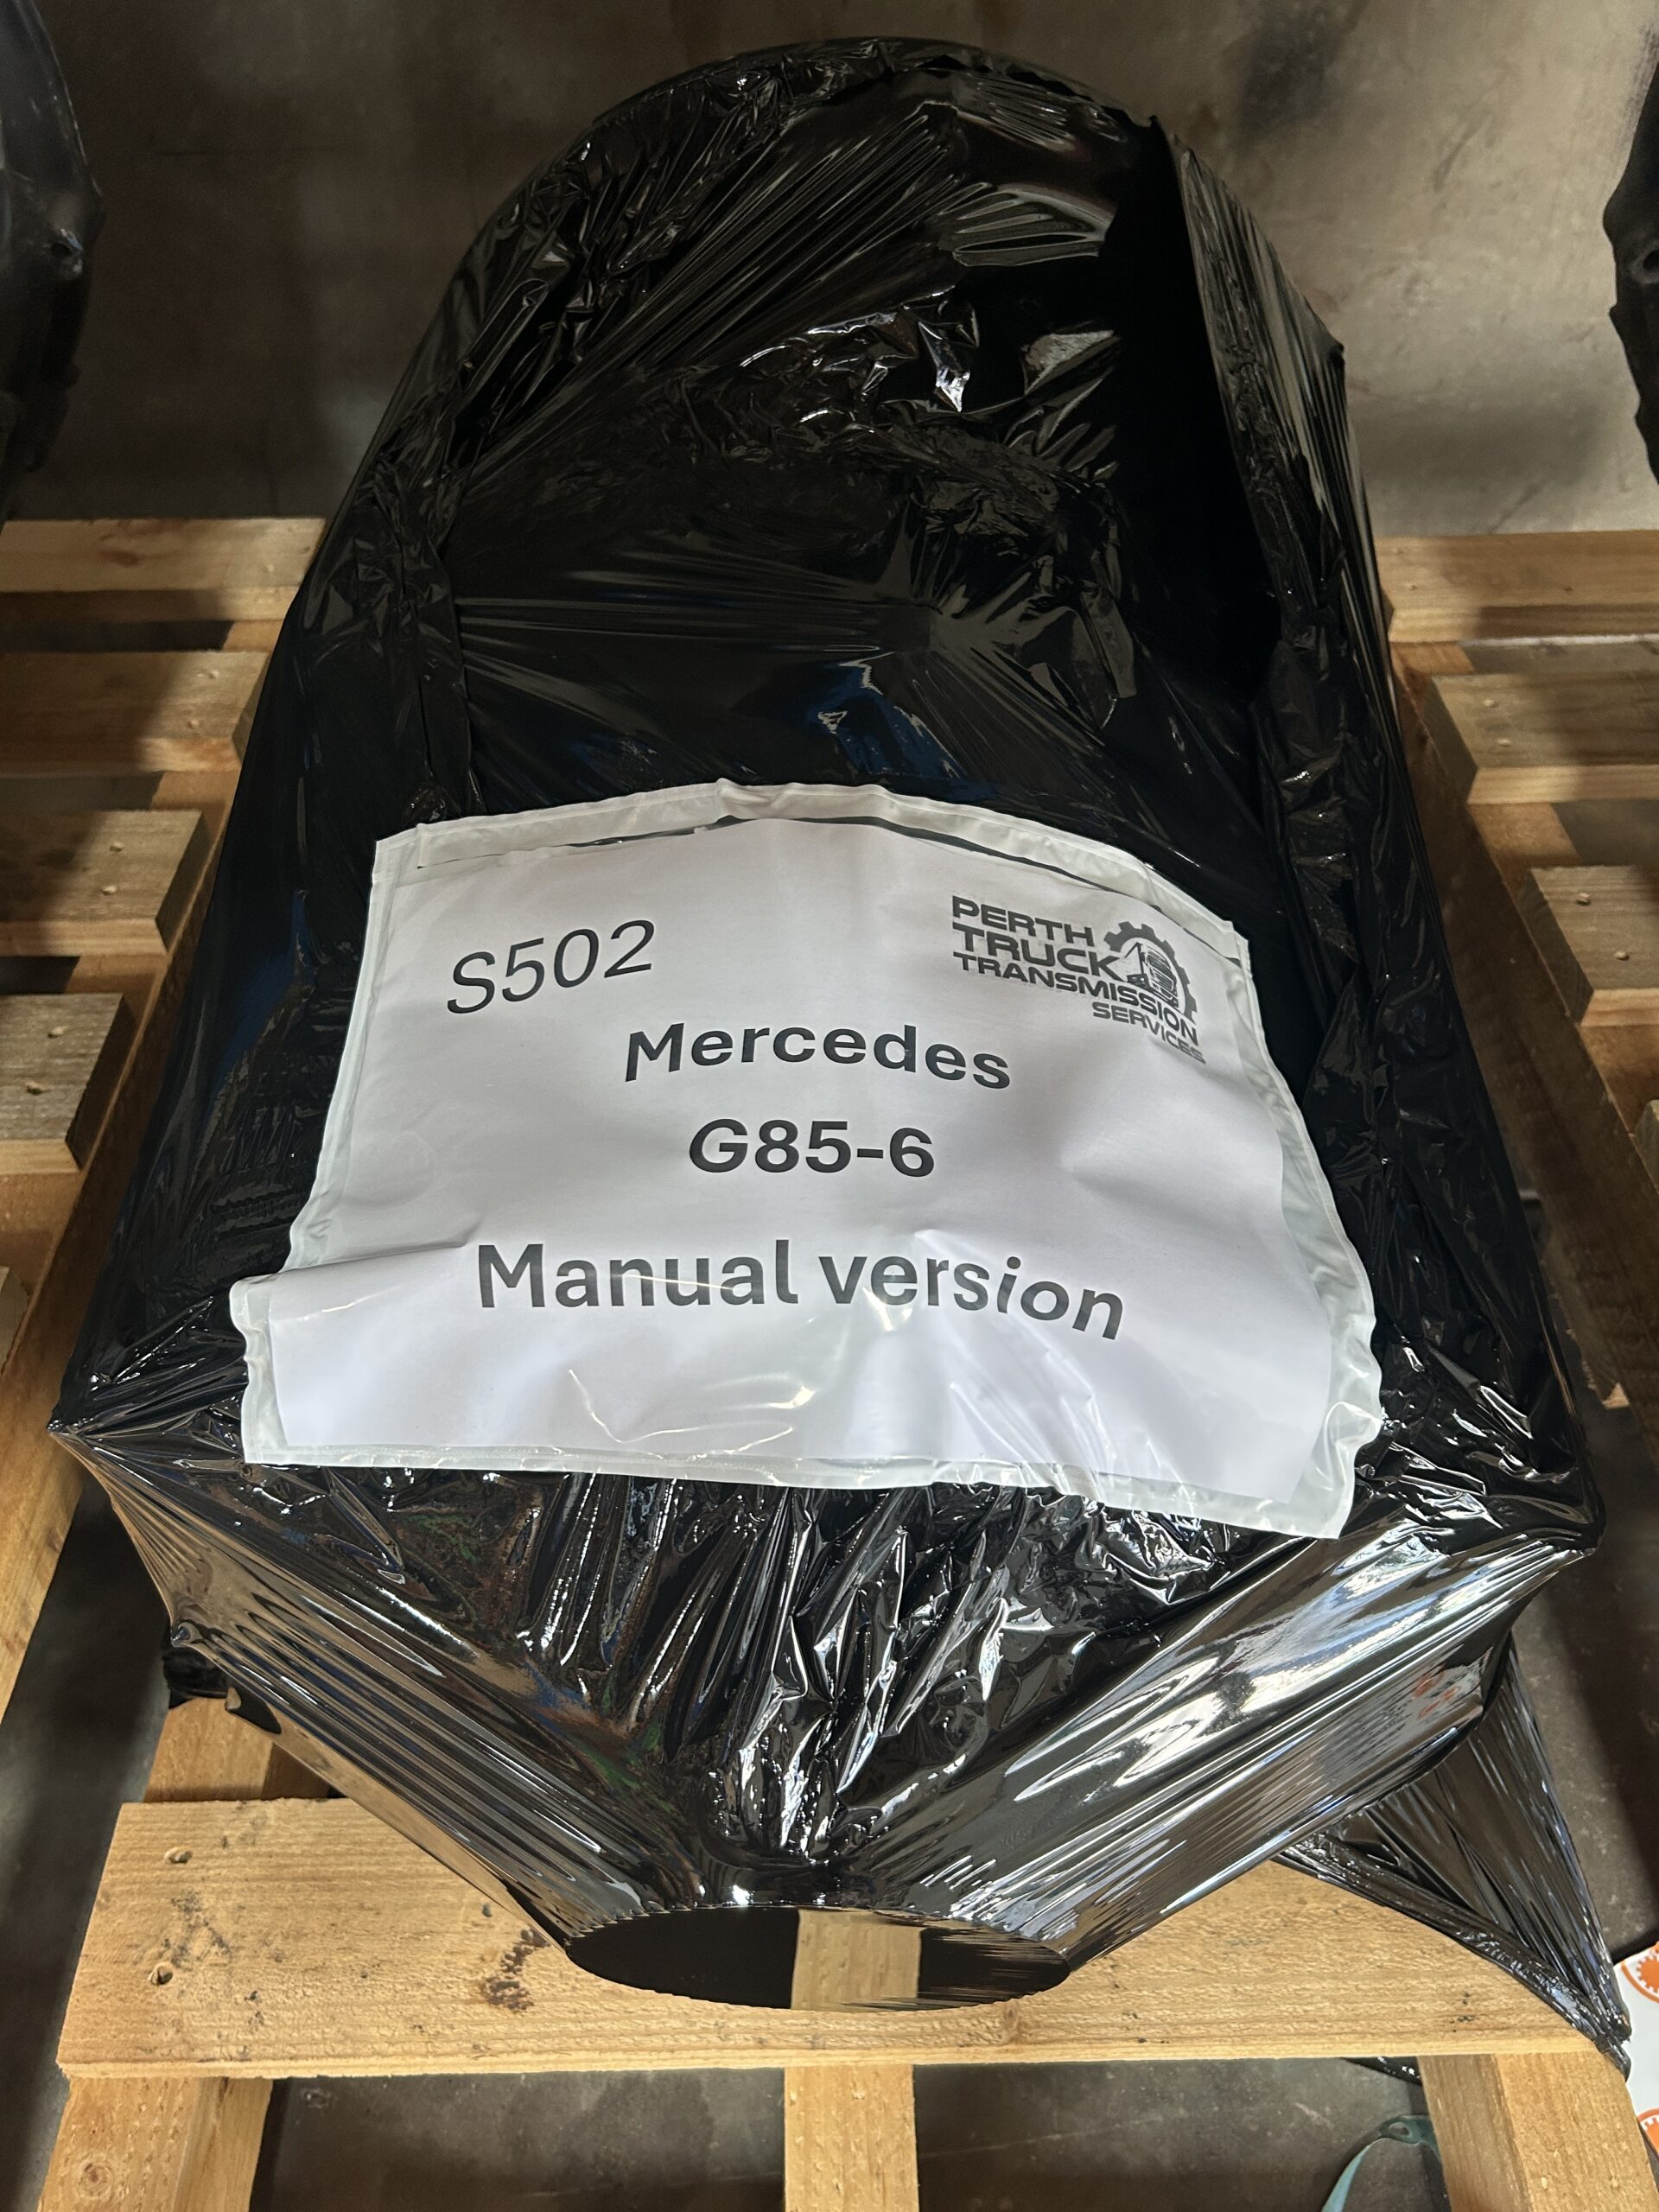 S502
PERTH
TRUCK
TRANSMISSION
SERVICES
Mercedes
G85-6
Manual version